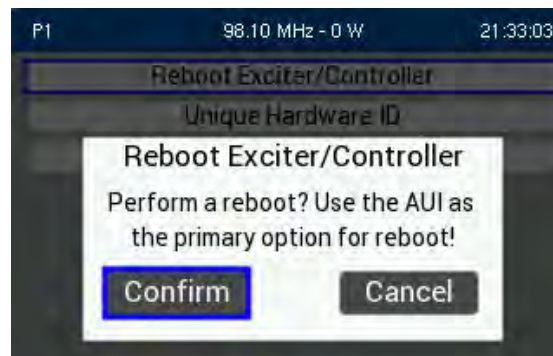 P1 98.10 MHz - 0 W 21:33:03
Reboot Exciter/Controller
Unique Hardware ID
Reboot Exciter/Controller
Perform a reboot? Use the AUI as
the primary option for reboot!
Confirm Cancel